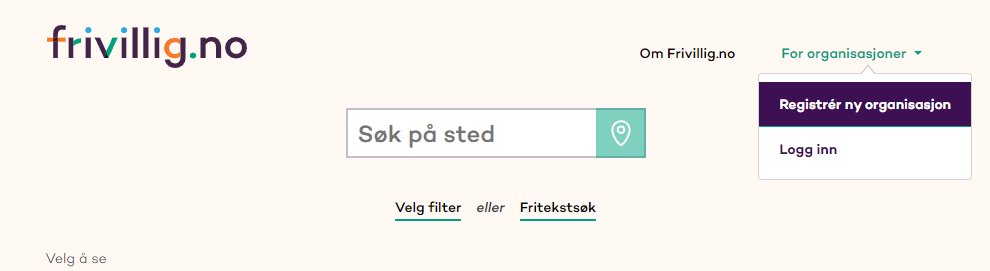 frivillig.no
Om Frivillig.no For organisasjoner
Registrér ny organisasjon
Logg inn
Søk på sted
Velg filter eller Fritekstsøk
Velg å se